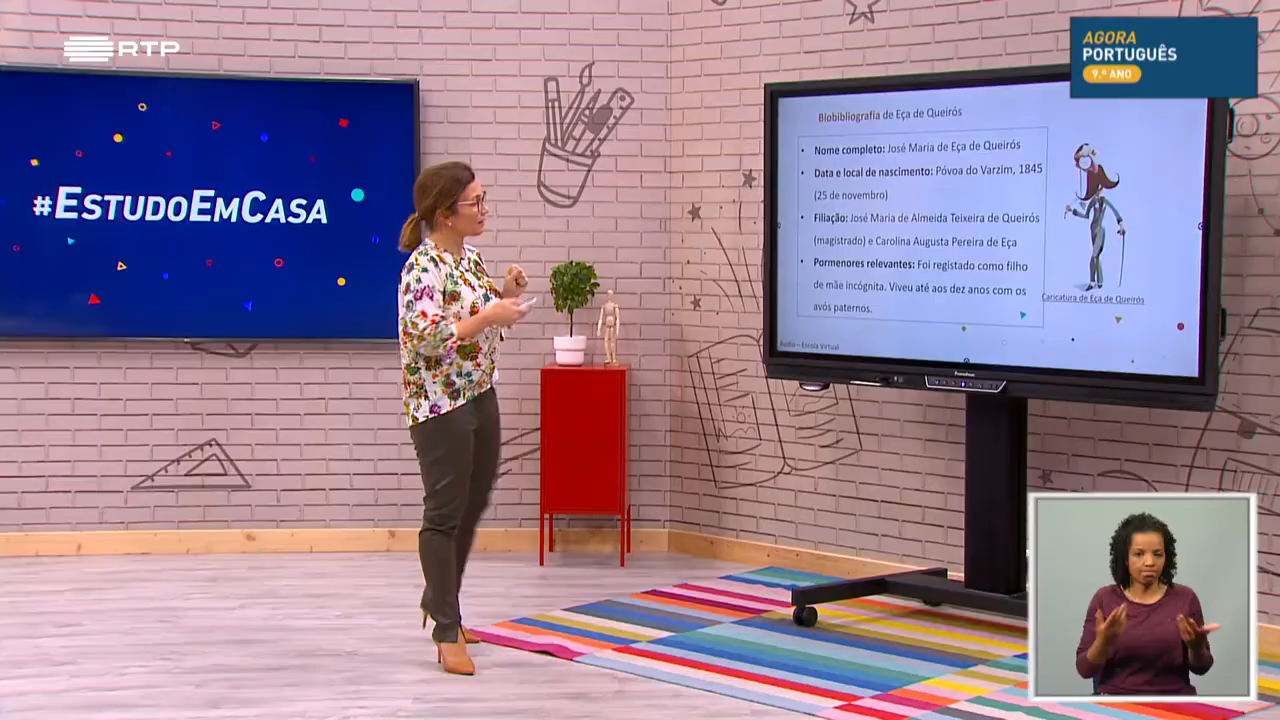 RTP
AGORA
PORTUGUÊS
9.º ANO
#ESTUDOEMCASA
Biobibliografia de Eça de Queirós
• Nome completo: José Maria de Eça de Queirós
• Data e local de nascimento: Póvoa do Varzim, 1845
(25 de novembro)
• Filiação: José Maria de Almeida Teixeira de Queirós
(magistrado) e Carolina Augusta Pereira de Eça
• Pormenores relevantes: Foi registado como filho
de mãe incógnita. Viveu até aos dez anos com os
avós paternos.
Caricatura de Eça de Queirós
Áudio – Escola Virtual
Promethean